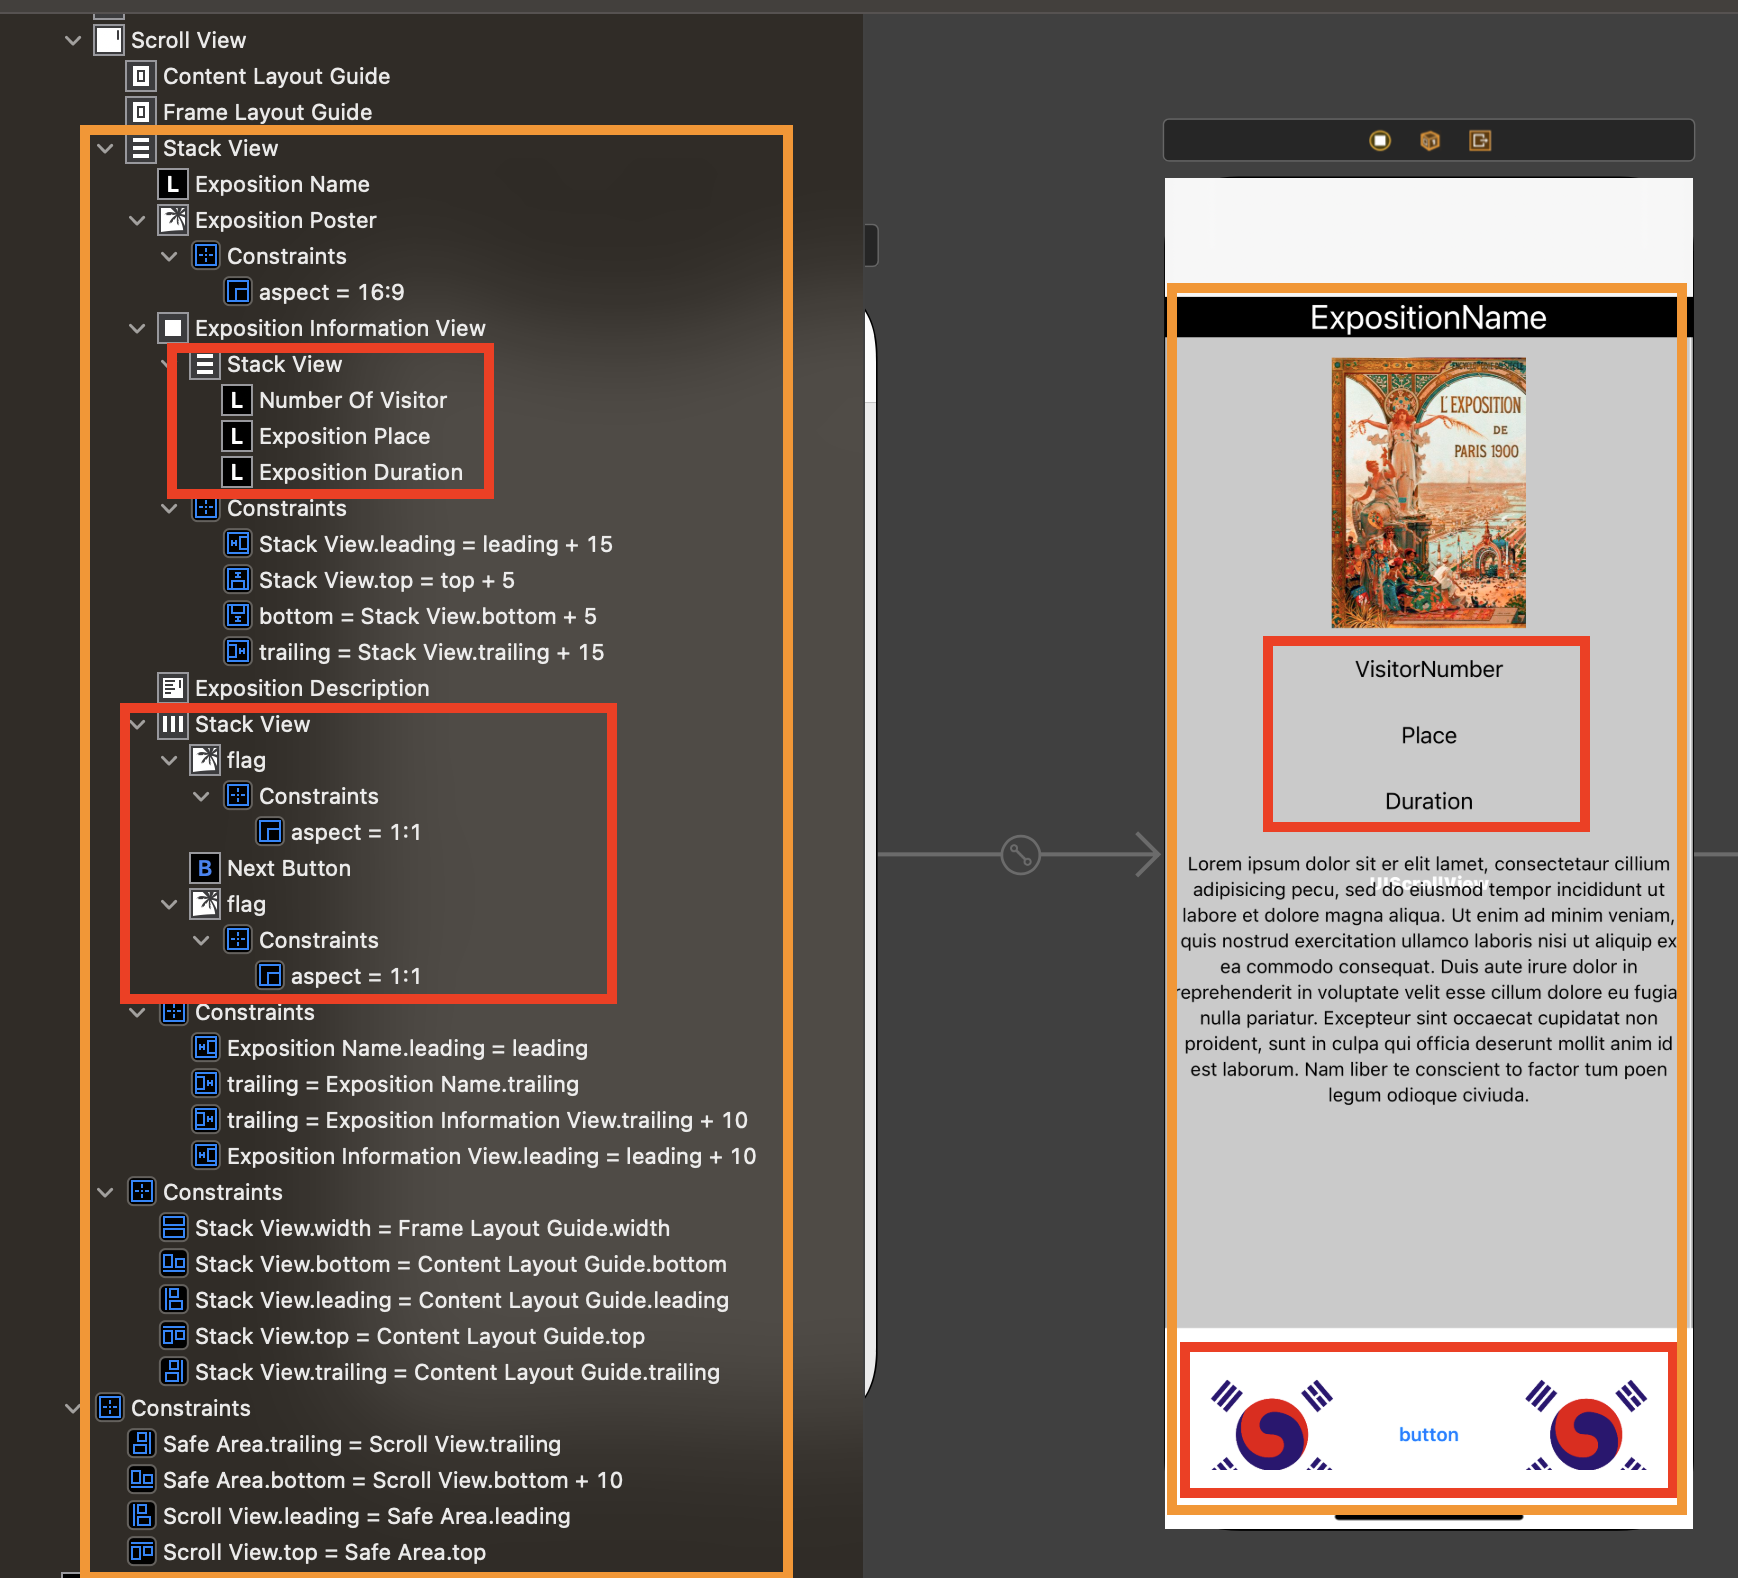 Scroll View
Content Layout Guide
Frame Layout Guide
Stack View
L Exposition Name
Exposition Poster
Constraints
aspect = 16:9
Exposition Information View
Stack View
L Number Of Visitor
L Exposition Place
L Exposition Duration
Constraints
Stack View.leading = leading + 15
Stack View.top = top + 5
bottom = Stack View.bottom + 5
trailing = Stack View.trailing + 15
Exposition Description
Stack View
flag
Constraints
aspect = 1:1
B Next Button
flag
Constraints
aspect = 1:1
Constraints
Exposition Name.leading = leading
trailing = Exposition Name.trailing
trailing = Exposition Information View.trailing + 10
Exposition Information View.leading = leading + 10
Constraints
Stack View.width = Frame Layout Guide.width
Stack View.bottom = Content Layout Guide.bottom
Stack View.leading = Content Layout Guide.leading
Stack View.top = Content Layout Guide.top
Stack View.trailing = Content Layout Guide.trailing
Constraints
Safe Area.trailing = Scroll View.trailing
Safe Area.bottom = Scroll View.bottom + 10
Scroll View.leading = Safe Area.leading
Scroll View.top = Safe Area.top
ExpositionName
L'EXPOSITION
DE
PARIS 1900
VisitorNumber
Place
Duration
Lorem ipsum dolor sit er elit lamet, consectetaur cillium
UIScrollView
adipisicing pecu, sed do eiusmod tempor incididunt ut
labore et dolore magna aliqua. Ut enim ad minim veniam,
quis nostrud exercitation ullamco laboris nisi ut aliquip ex
ea commodo consequat. Duis aute irure dolor in
reprehenderit in voluptate velit esse cillum dolore eu fugia
nulla pariatur. Excepteur sint occaecat cupidatat non
proident, sunt in culpa qui officia deserunt mollit anim id
est laborum. Nam liber te conscient to factor tum poen
legum odioque civiuda.
button